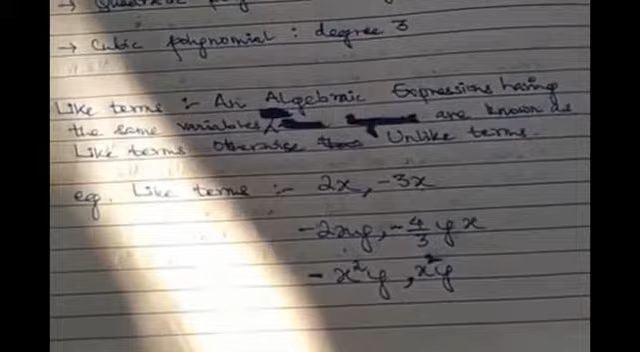 → Quadratic
→ Cubic polynomial : degree 3
Like terms :- An Algebraic Expressions having
the same variables, are known as
Like terms otherwise Unlike terms.
eg. Like terms :- 2x, -3x
-2xy, -4/3 yx
-x²y, x²y